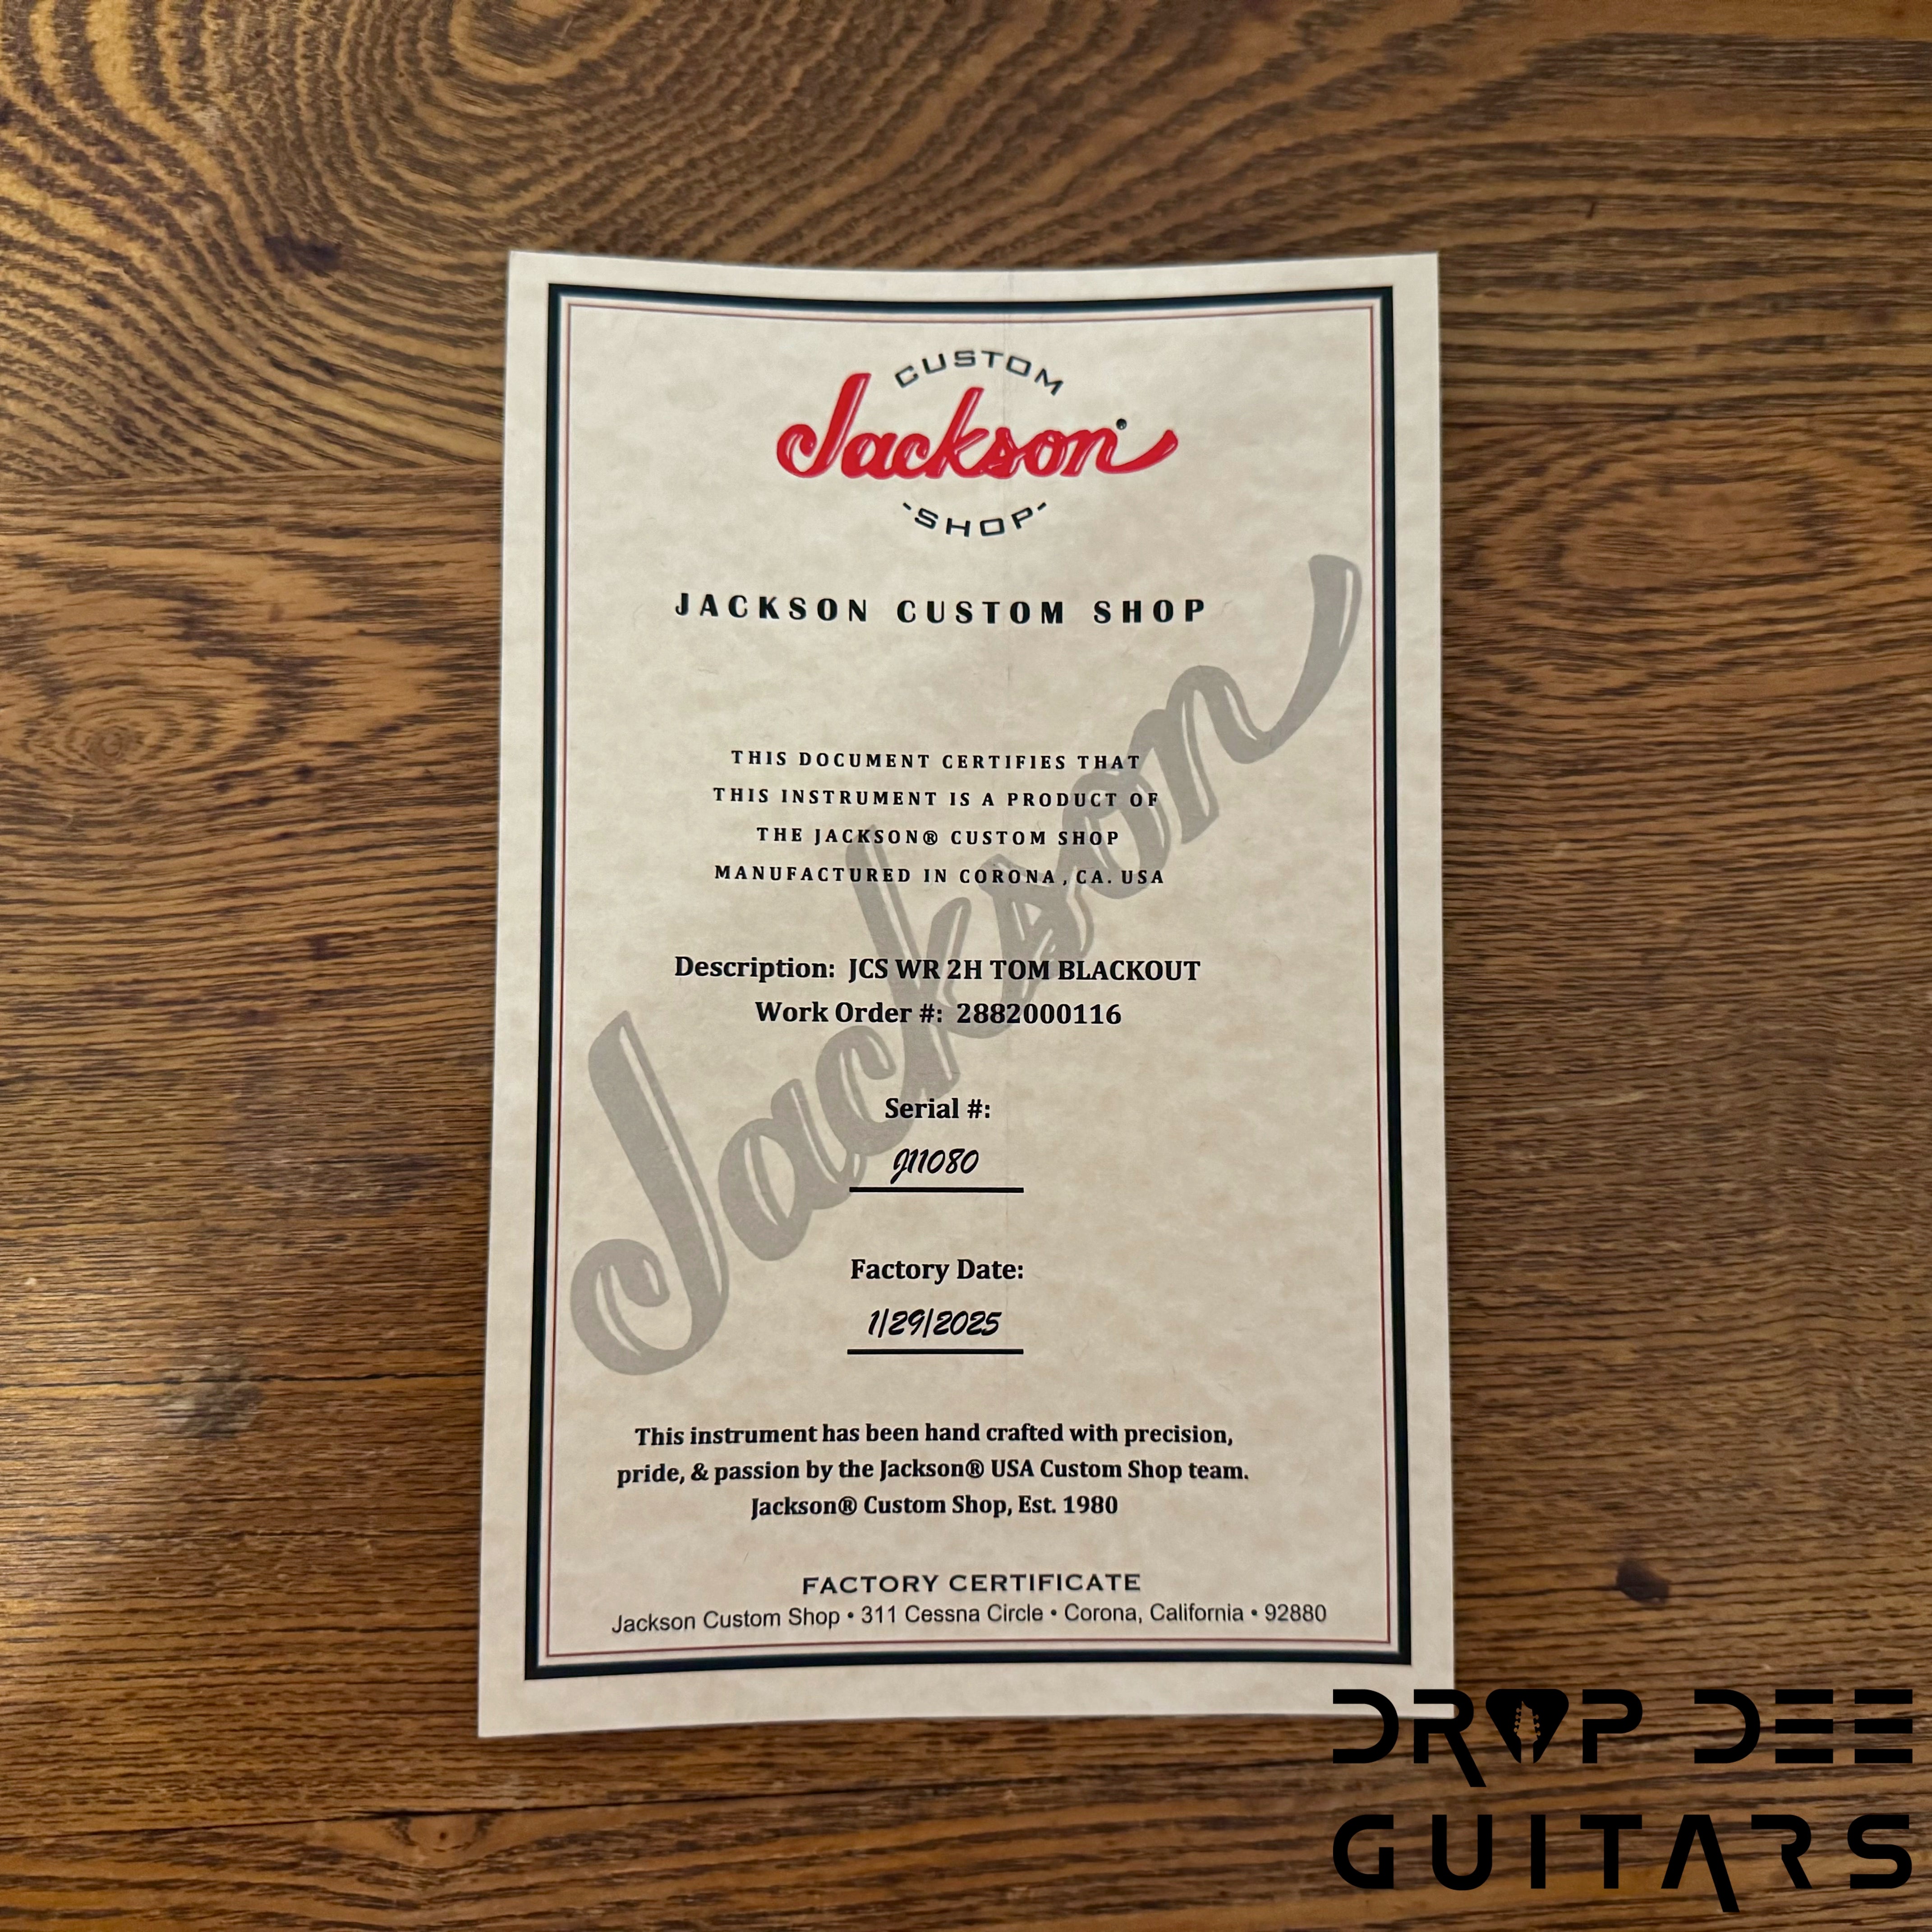 CUSTOM
Jackson®
-SHOP-
JACKSON CUSTOM SHOP
THIS DOCUMENT CERTIFIES THAT
THIS INSTRUMENT IS A PRODUCT OF
THE JACKSON® CUSTOM SHOP
MANUFACTURED IN CORONA, CA. USA
Jackson
Description: JCS WR 2H TOM BLACKOUT
Work Order #: 2882000116
Serial #:
J11080
Factory Date:
1/29/2025
This instrument has been hand crafted with precision,
pride, & passion by the Jackson® USA Custom Shop team.
Jackson® Custom Shop, Est. 1980
FACTORY CERTIFICATE
Jackson Custom Shop • 311 Cessna Circle • Corona, California • 92880
DROP DEE
GUITARS